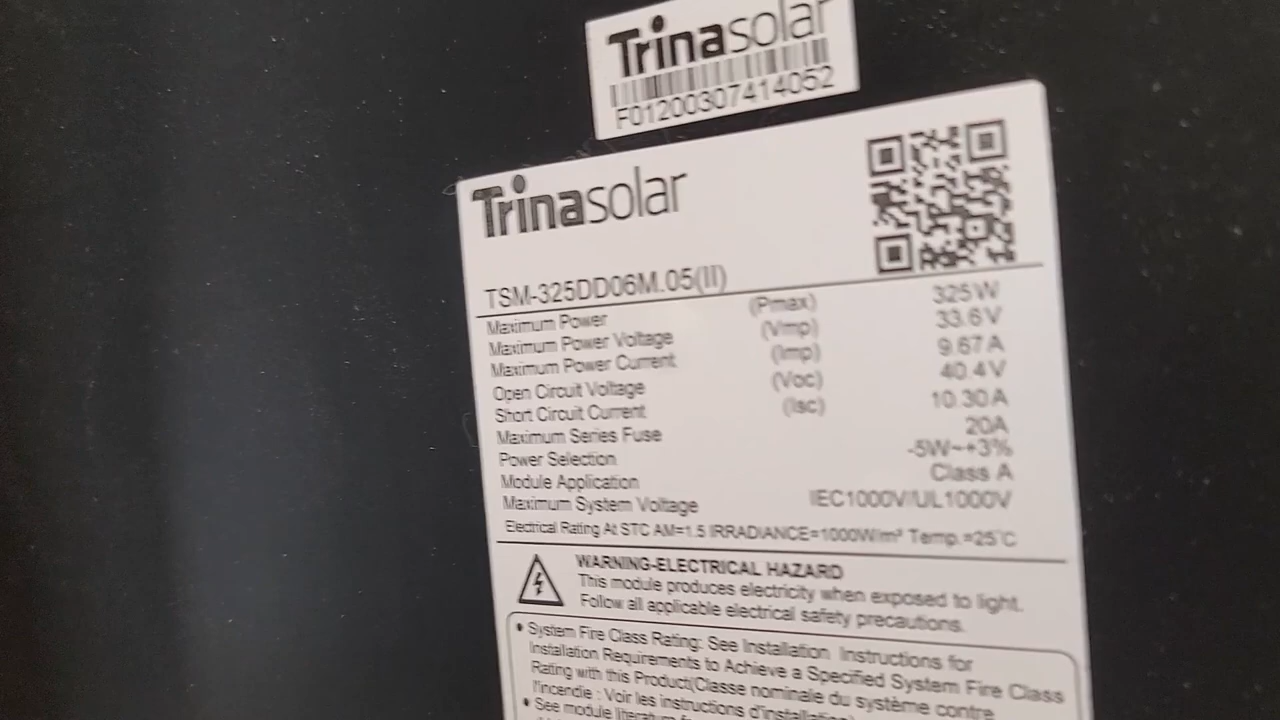 Trinasolar
F01200307414052
Trinasolar
TSM-325DD06M.05(II)
Maximum Power (Pmax) 325W
Maximum Power Voltage (Vmp) 33.6V
Maximum Power Current (Imp) 9.67A
Open Circuit Voltage (Voc) 40.4V
Short Circuit Current (Isc) 10.30A
Maximum Series Fuse 20A
Power Selection -5W~+3%
Module Application Class A
Maximum System Voltage IEC1000V/UL1000V
Electrical Rating At STC AM=1.5 IRRADIANCE=1000W/m² Temp.=25°C
WARNING-ELECTRICAL HAZARD
This module produces electricity when exposed to light.
Follow all applicable electrical safety precautions.
• System Fire Class Rating: See Installation Instructions for
Installation Requirements to Achieve a Specified System Fire Class
Rating with this Product(Classe nominale du système contre
l'incendie : Voir les instructions d'installation)
• See module literature